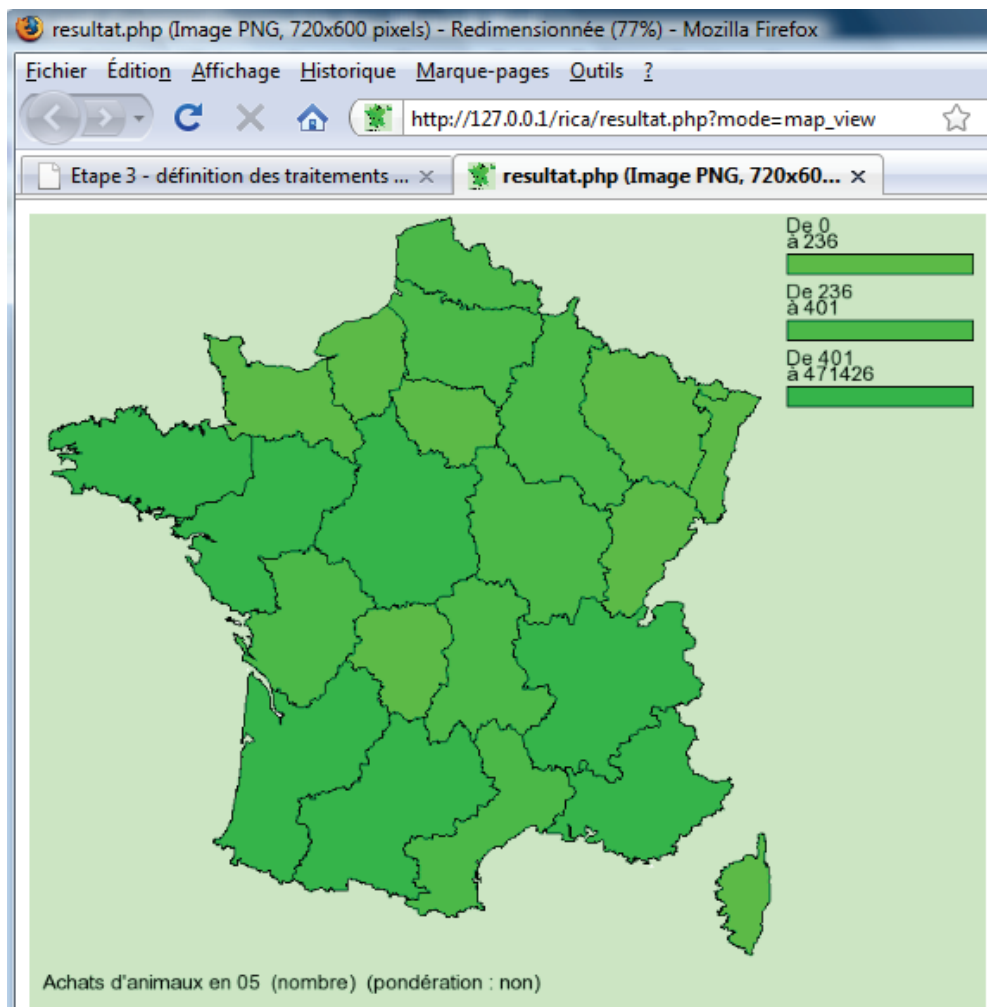 resultat.php (Image PNG, 720x600 pixels) - Redimensionnée (77%) - Mozilla Firefox
Fichier Édition Affichage Historique Marque-pages Outils ?
http://127.0.0.1/rica/resultat.php?mode=map_view
Etape 3 - définition des traitements ...
resultat.php (Image PNG, 720x60...
De 0
à 236
De 236
à 401
De 401
à 471426
Achats d'animaux en 05 (nombre) (pondération : non)